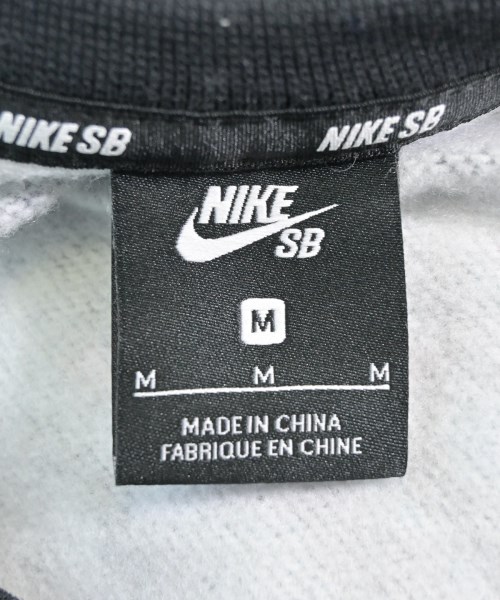 NIKE SB
NIKE SB
NIKE
SB
M
M M M
MADE IN CHINA
FABRIQUE EN CHINE